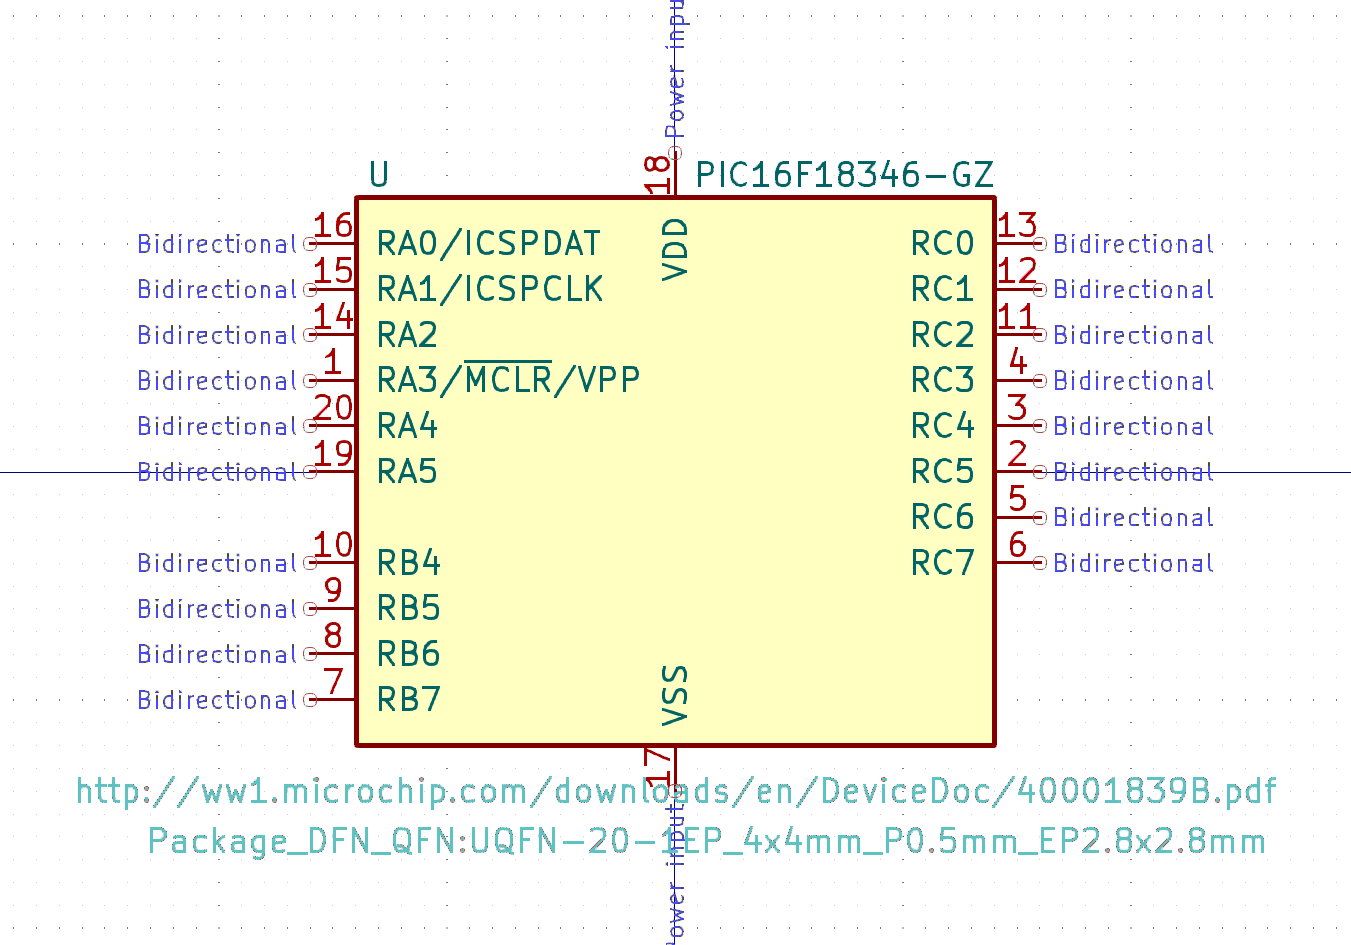 Power inpu
U
18
PIC16F18346-GZ
VDD
Bidirectional 16 RA0/ICSPDAT RC0 13 Bidirectional
Bidirectional 15 RA1/ICSPCLK RC1 12 Bidirectional
Bidirectional 14 RA2 RC2 11 Bidirectional
Bidirectional 1 RA3/MCLR/VPP RC3 4 Bidirectional
Bidirectional 20 RA4 RC4 3 Bidirectional
Bidirectional 19 RA5 RC5 2 Bidirectional
RC6 5 Bidirectional
Bidirectional 10 RB4 RC7 6 Bidirectional
Bidirectional 9 RB5
Bidirectional 8 RB6
Bidirectional 7 RB7
VSS
17
http://ww1.microchip.com/downloads/en/DeviceDoc/40001839B.pdf
Package_DFN_QFN:UQFN-20-1EP_4x4mm_P0.5mm_EP2.8x2.8mm
ower input